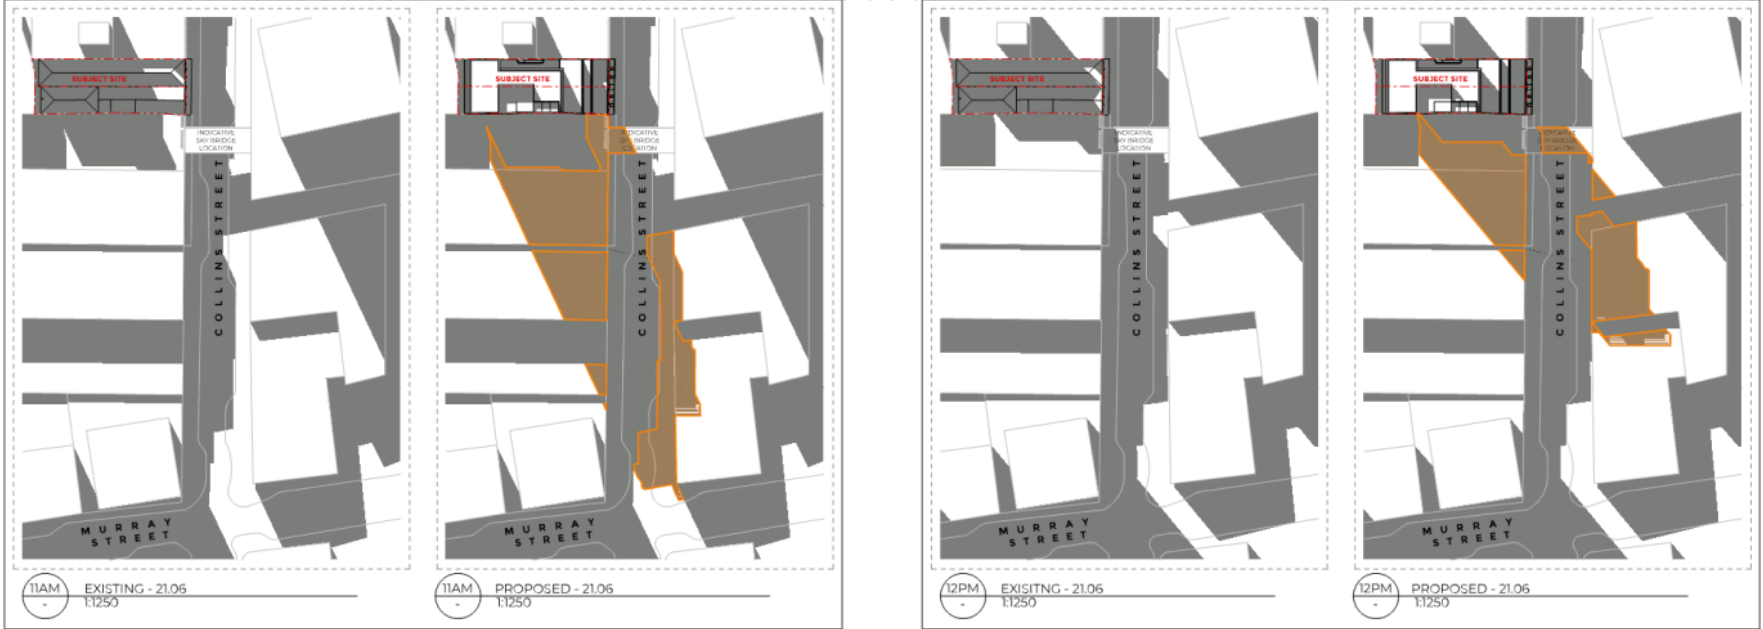 SUBJECT SITE
INDICATIVE
SKY BRIDGE
LOCATION
COLLINS STREET
MURRAY
STREET
11AM
-
EXISTING - 21.06
1:1250
SUBJECT SITE
INDICATIVE
SKY BRIDGE
LOCATION
COLLINS STREET
MURRAY
STREET
11AM
-
PROPOSED - 21.06
1:1250
SUBJECT SITE
INDICATIVE
SKY BRIDGE
LOCATION
COLLINS STREET
MURRAY
STREET
12PM
-
EXISITNG - 21.06
1:1250
SUBJECT SITE
INDICATIVE
SKY BRIDGE
LOCATION
COLLINS STREET
MURRAY
STREET
12PM
-
PROPOSED - 21.06
1:1250